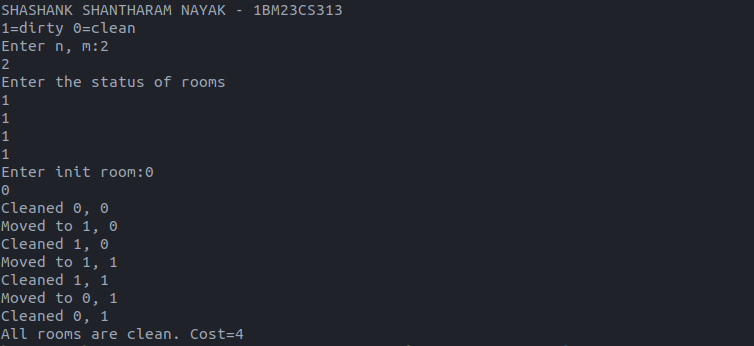 SHASHANK SHANTHARAM NAYAK - 1BM23CS313
1=dirty 0=clean
Enter n, m:2
2
Enter the status of rooms
1
1
1
1
Enter init room:0
0
Cleaned 0, 0
Moved to 1, 0
Cleaned 1, 0
Moved to 1, 1
Cleaned 1, 1
Moved to 0, 1
Cleaned 0, 1
All rooms are clean. Cost=4